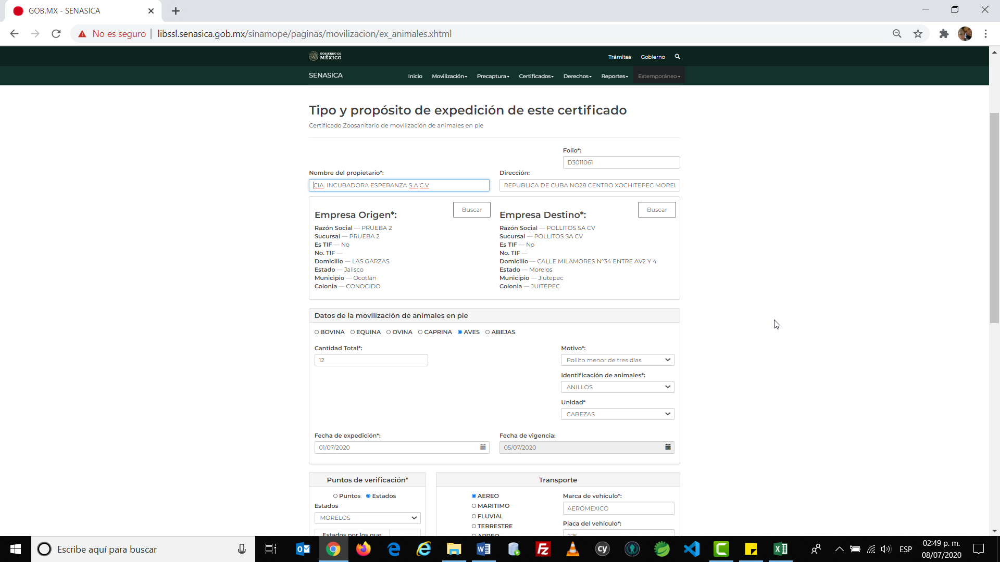 GOB.MX - SENASICA
No es seguro | libssl.senasica.gob.mx/sinamope/paginas/movilizacion/ex_animales.xhtml
GOBIERNO DE
MÉXICO
Trámites Gobierno
SENASICA Inicio Movilización Precaptura Certificados Derechos Reportes Extemporáneo
Tipo y propósito de expedición de este certificado
Certificado Zoosanitario de movilización de animales en pie
Folio*:
D3011061
Nombre del propietario*: Dirección:
CIA. INCUBADORA ESPERANZA S.A C.V REPUBLICA DE CUBA NO28 CENTRO XOCHITEPEC MOREL
Empresa Origen*: Buscar Empresa Destino*: Buscar
Razón Social — PRUEBA 2 Razón Social — POLLITOS SA CV
Sucursal — PRUEBA 2 Sucursal — POLLITOS SA CV
Es TIF — No Es TIF — No
No. TIF — No. TIF —
Domicilio — LAS GARZAS Domicilio — CALLE MILAMORES N°34 ENTRE AV2 Y 4
Estado — Jalisco Estado — Morelos
Municipio — Ocotlán Municipio — Jiutepec
Colonia — CONOCIDO Colonia — JUITEPEC
Datos de la movilización de animales en pie
BOVINA EQUINA OVINA CAPRINA AVES ABEJAS
Cantidad Total*: Motivo*:
12 Pollito menor de tres días
Identificación de animales*:
ANILLOS
Unidad*
CABEZAS
Fecha de expedición*: Fecha de vigencia:
01/07/2020 05/07/2020
Puntos de verificación* Transporte
Puntos Estados AEREO Marca de vehículo*:
Estados MARITIMO AEROMEXICO
MORELOS FLUVIAL
TERRESTRE Placa del vehículo*:
Estados por los que ARREO 225
Escribe aquí para buscar
ESP
02:49 p. m.
08/07/2020